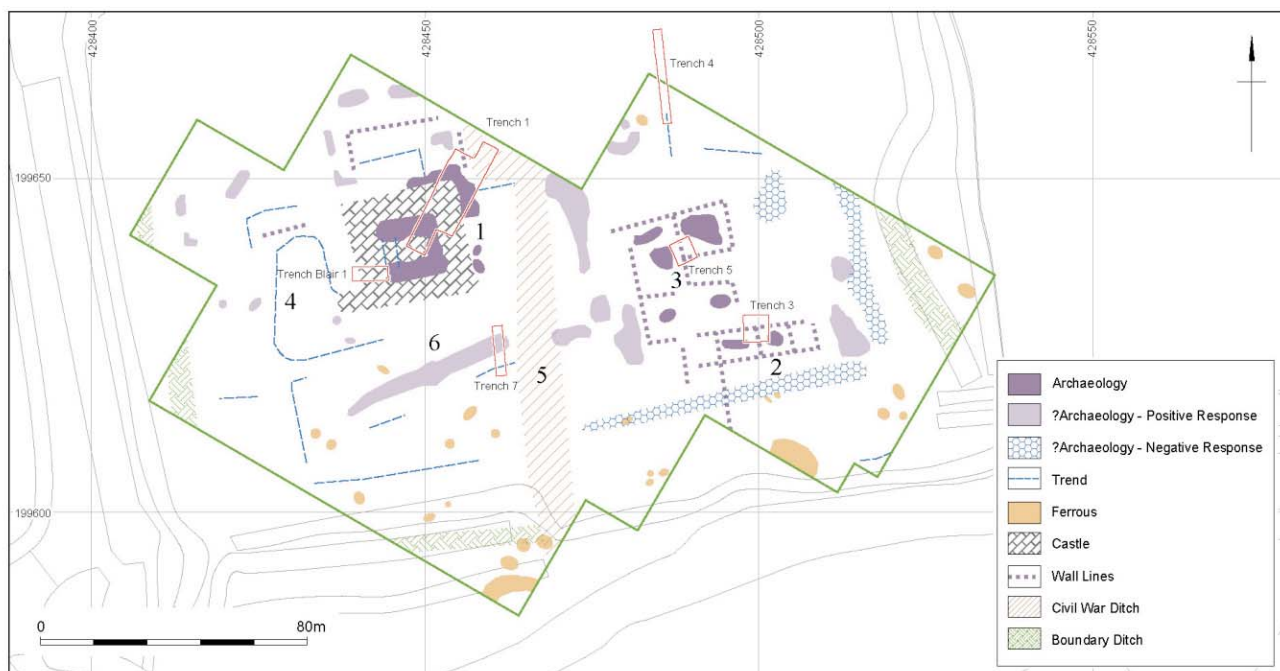 428400
428450
428500
428550
Trench 4
Trench 1
199650
1
Trench Blair 1
3
Trench 5
4
Trench 3
6
2
5
Trench 7
199600
0
80m
Archaeology
?Archaeology - Positive Response
?Archaeology - Negative Response
Trend
Ferrous
Castle
Wall Lines
Civil War Ditch
Boundary Ditch